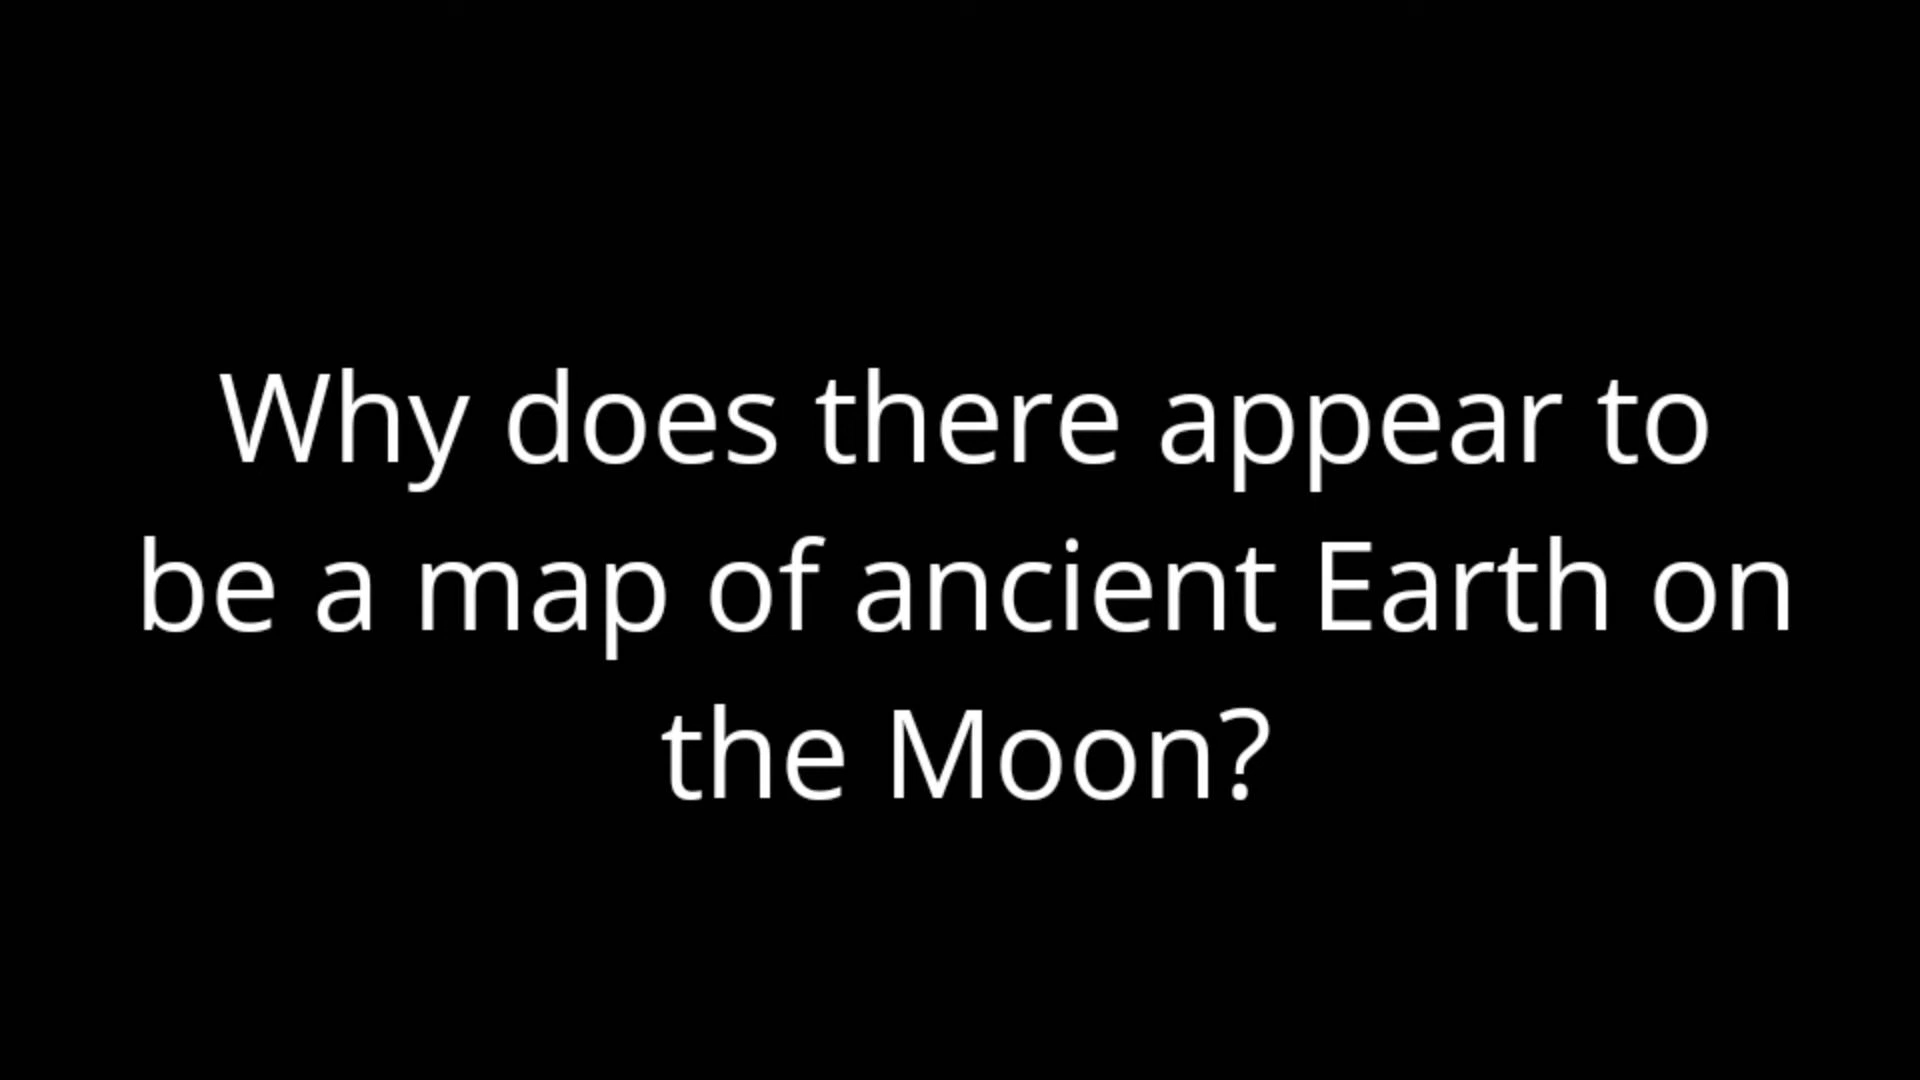 Why does there appear to
be a map of ancient Earth on
the Moon?